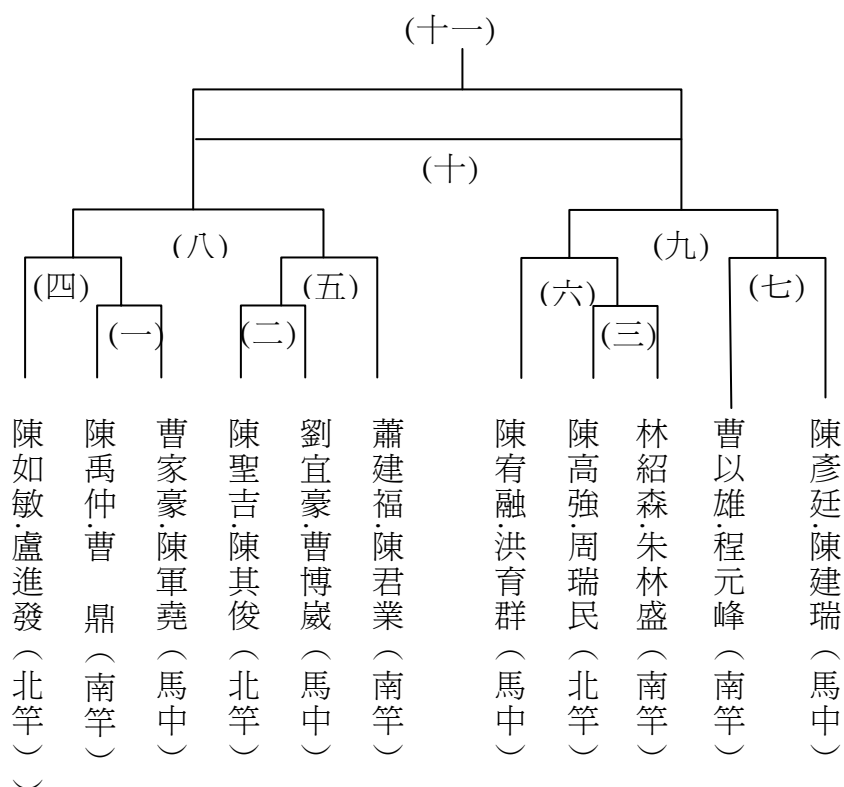 (十一)
(十)
(八)
(九)
(四)
(五)
(六)
(七)
(一)
(二)
(三)
陳如敏.盧進發（北竿））
陳禹仲.曹　鼎（南竿）
曹家豪.陳軍堯（馬中）
陳聖吉.陳其俊（北竿）
劉宜豪.曹博崴（馬中）
蕭建福.陳君業（南竿）
陳宥融.洪育群（馬中）
陳高強.周瑞民（北竿）
林紹森.朱林盛（南竿）
曹以雄.程元峰（南竿）
陳彥廷.陳建瑞（馬中）